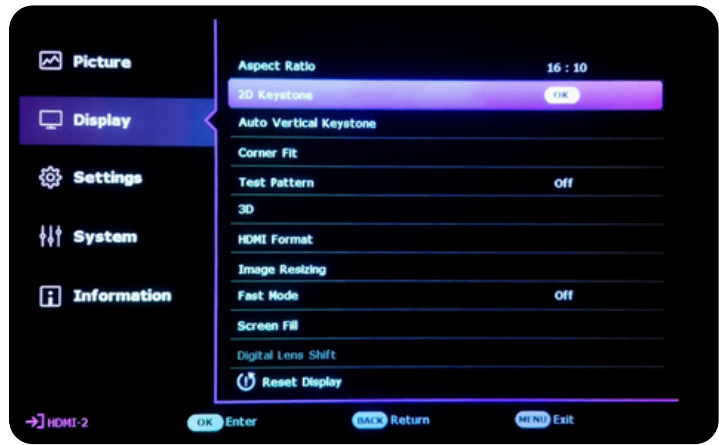 Picture
Display
Settings
System
Information
Aspect Ratio 16 : 10
2D Keystone OK
Auto Vertical Keystone
Corner Fit
Test Pattern Off
3D
HDMI Format
Image Resizing
Fast Mode Off
Screen Fill
Digital Lens Shift
Reset Display
HDMI-2 OK Enter BACK Return MENU Exit